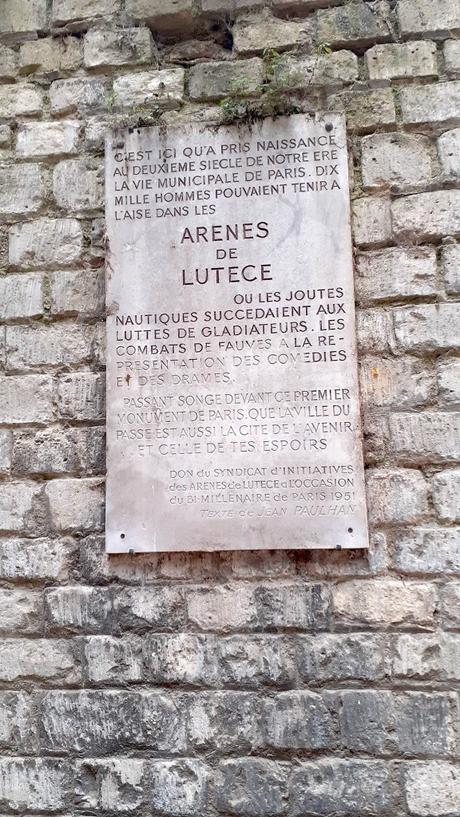 C'EST ICI QU'A PRIS NAISSANCE
AU DEUXIEME SIECLE DE NOTRE ERE
LA VIE MUNICIPALE DE PARIS. DIX
MILLE HOMMES POUVAIENT TENIR A
L'AISE DANS LES
ARENES
DE
LUTECE
OU LES JOUTES
NAUTIQUES SUCCEDAIENT AUX
LUTTES DE GLADIATEURS. LES
COMBATS DE FAUVES A LA RE-
PRESENTATION DES COMEDIES
ET DES DRAMES.
PASSANT SONGE DEVANT CE PREMIER
MONUMENT DE PARIS. QUE LA VILLE DU
PASSE EST AUSSI LA CITE DE L'AVENIR
ET CELLE DE TES ESPOIRS
DON du SYNDICAT d'INITIATIVES
des ARENES de LUTECE a L'OCCASION
du BI-MILLENAIRE de PARIS 1951
TEXTE de JEAN PAULHAN